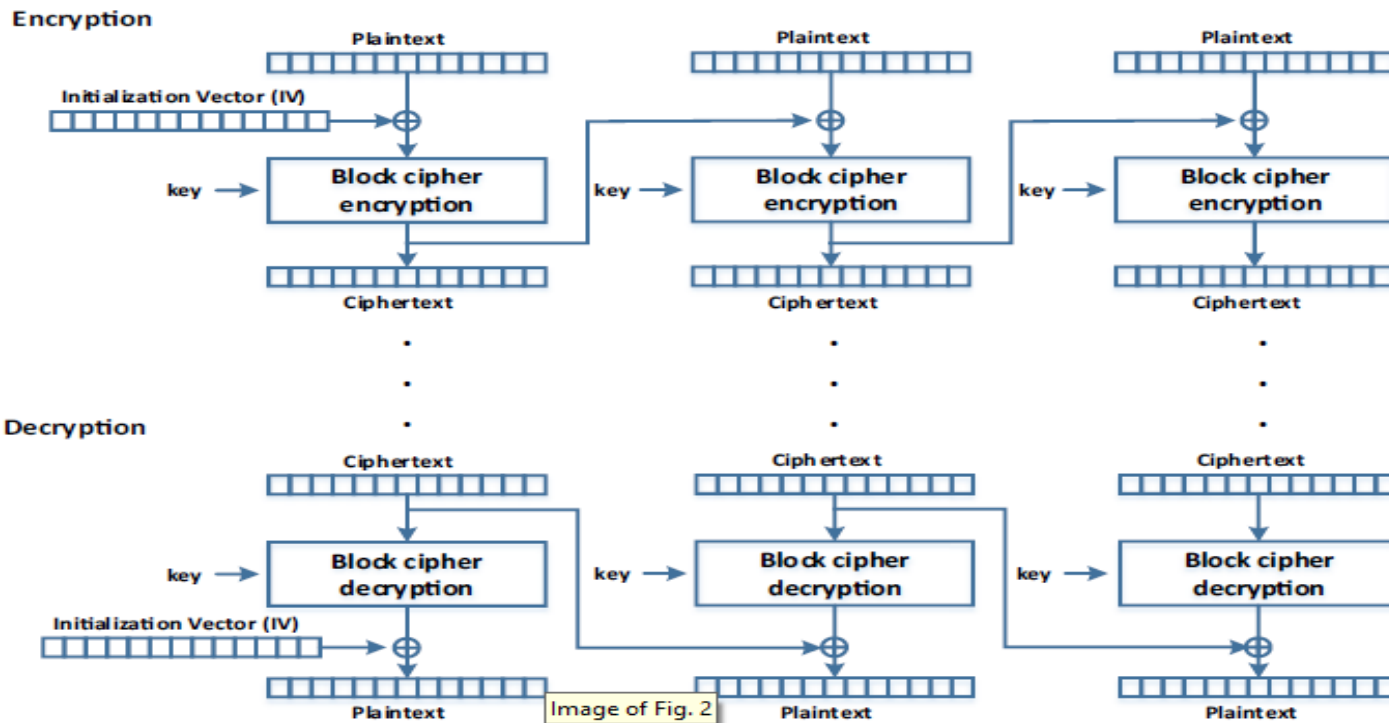 Encryption
Plaintext Plaintext Plaintext
Initialization Vector (IV)
key Block cipher encryption key Block cipher encryption key Block cipher encryption
Ciphertext Ciphertext Ciphertext
Decryption
Ciphertext Ciphertext Ciphertext
key Block cipher decryption key Block cipher decryption key Block cipher decryption
Initialization Vector (IV)
Plaintext Plaintext Plaintext
Image of Fig. 2